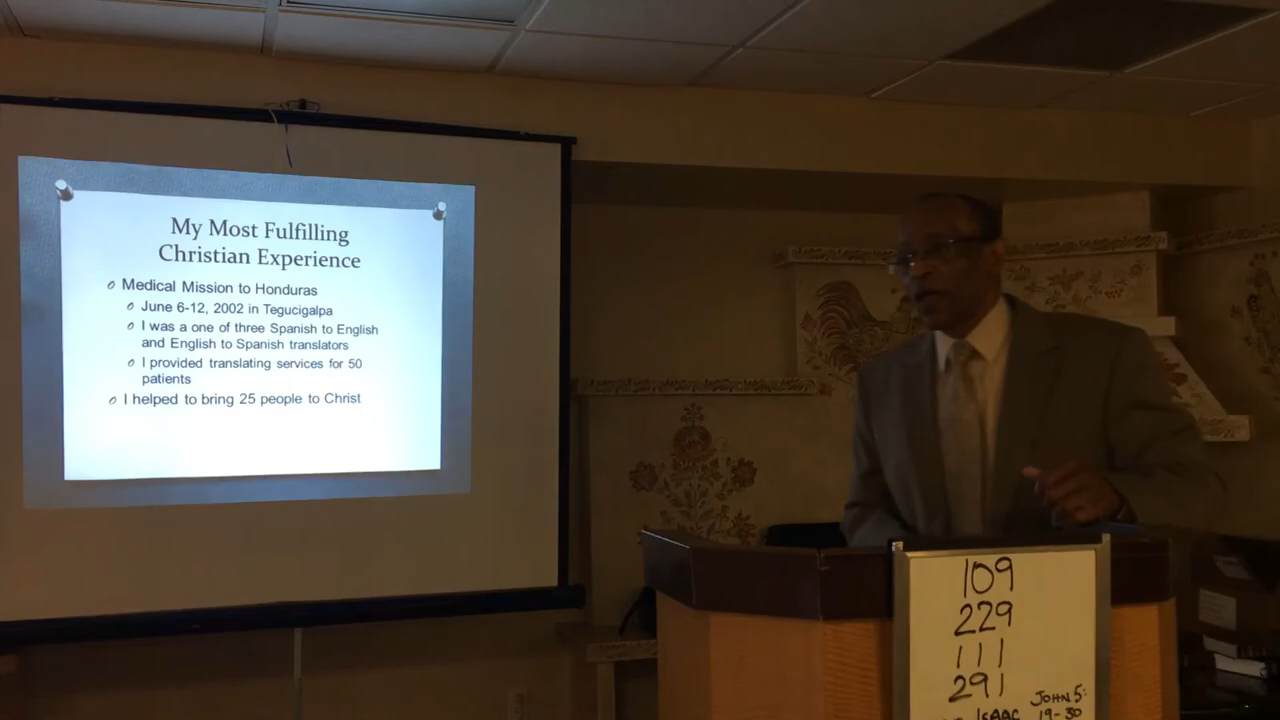 My Most Fulfilling
Christian Experience
Medical Mission to Honduras
June 6-12, 2002 in Tegucigalpa
I was a one of three Spanish to English
and English to Spanish translators
I provided translating services for 50
patients
I helped to bring 25 people to Christ
109
229
111
291
JOHN 5:
ISAAC 19-30